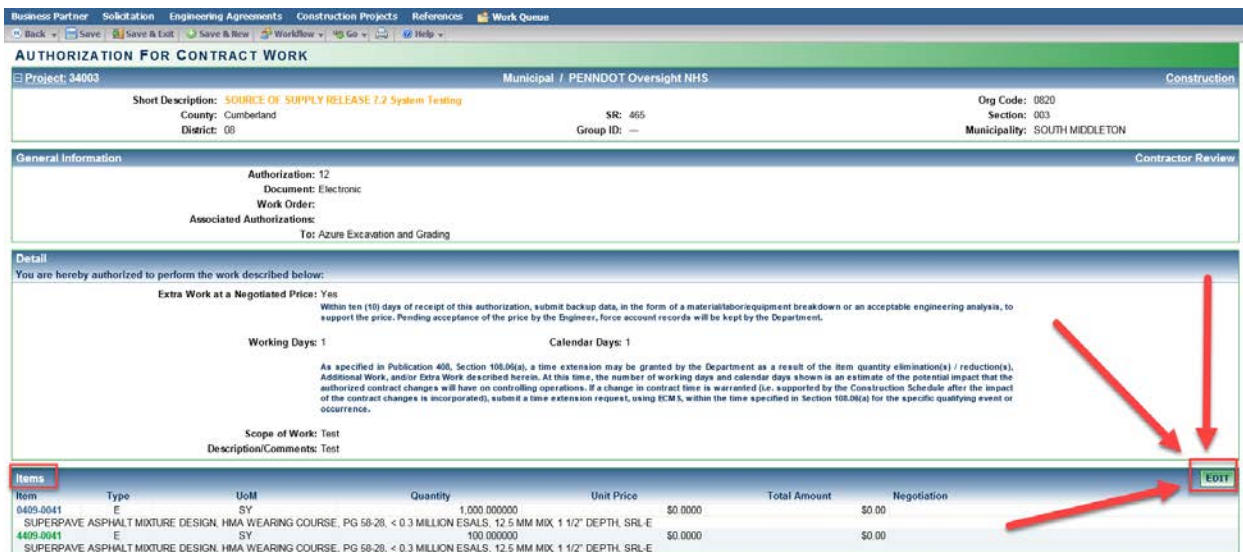 Business Partner Solicitation Engineering Agreements Construction Projects References Work Queue
Back Save Save & Exit Save & New Workflow Go Help
AUTHORIZATION FOR CONTRACT WORK
Project: 34003 Municipal / PENNDOT Oversight NHS Construction
Short Description: SOURCE OF SUPPLY RELEASE 7.2 System Testing Org Code: 0820
County: Cumberland SR: 465 Section: 003
District: 08 Group ID: — Municipality: SOUTH MIDDLETON
General Information Contractor Review
Authorization: 12
Document: Electronic
Work Order:
Associated Authorizations:
To: Azure Excavation and Grading
Detail
You are hereby authorized to perform the work described below:
Extra Work at a Negotiated Price: Yes
Within ten (10) days of receipt of this authorization, submit backup data, in the form of a material/labor/equipment breakdown or an acceptable engineering analysis, to
support the price. Pending acceptance of the price by the Engineer, force account records will be kept by the Department.
Working Days: 1 Calendar Days: 1
As specified in Publication 408, Section 108.06(a), a time extension may be granted by the Department as a result of the item quantity elimination(s) / reduction(s),
Additional Work, and/or Extra Work described herein. At this time, the number of working days and calendar days shown is an estimate of the potential impact that the
authorized contract changes will have on controlling operations. If a change in contract time is warranted (i.e. supported by the Construction Schedule after the impact
of the contract changes is incorporated), submit a time extension request, using ECMS, within the time specified in Section 108.06(a) for the specific qualifying event or
occurrence.
Scope of Work: Test
Description/Comments: Test
Items EDIT
Item Type UoM Quantity Unit Price Total Amount Negotiation
0409-0041 E SY 1,000.000000 $0.0000 $0.00
SUPERPAVE ASPHALT MIXTURE DESIGN, HMA WEARING COURSE, PG 58-28, < 0.3 MILLION ESALS, 12.5 MM MIX, 1 1/2" DEPTH, SRL-E
4409-0041 E SY 100.000000 $0.0000 $0.00
SUPERPAVE ASPHALT MIXTURE DESIGN, HMA WEARING COURSE, PG 58-28, < 0.3 MILLION ESALS, 12.5 MM MIX, 1 1/2" DEPTH, SRL-E